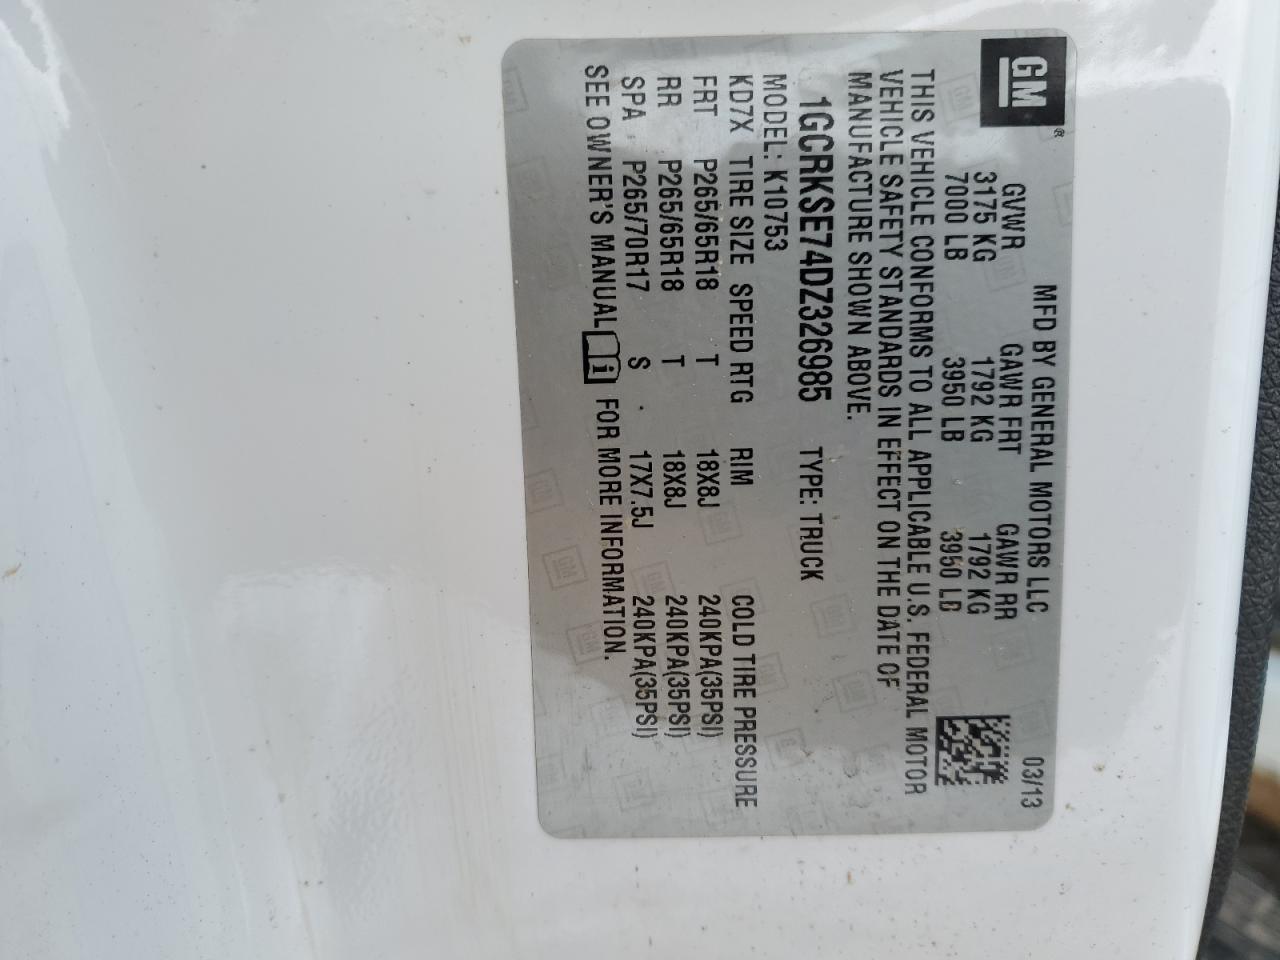 GM®
MFD BY GENERAL MOTORS LLC 03/13
GVWR GAWR FRT GAWR RR
3175 KG 1792 KG 1792 KG
7000 LB 3950 LB 3950 LB
THIS VEHICLE CONFORMS TO ALL APPLICABLE U.S. FEDERAL MOTOR
VEHICLE SAFETY STANDARDS IN EFFECT ON THE DATE OF
MANUFACTURE SHOWN ABOVE.
1GCRKSE74DZ326985 TYPE: TRUCK
MODEL: K10753
KD7X TIRE SIZE SPEED RTG RIM COLD TIRE PRESSURE
FRT P265/65R18 T 18X8J 240KPA(35PSI)
RR P265/65R18 T 18X8J 240KPA(35PSI)
SPA P265/70R17 S 17X7.5J 240KPA(35PSI)
SEE OWNER'S MANUAL i FOR MORE INFORMATION.